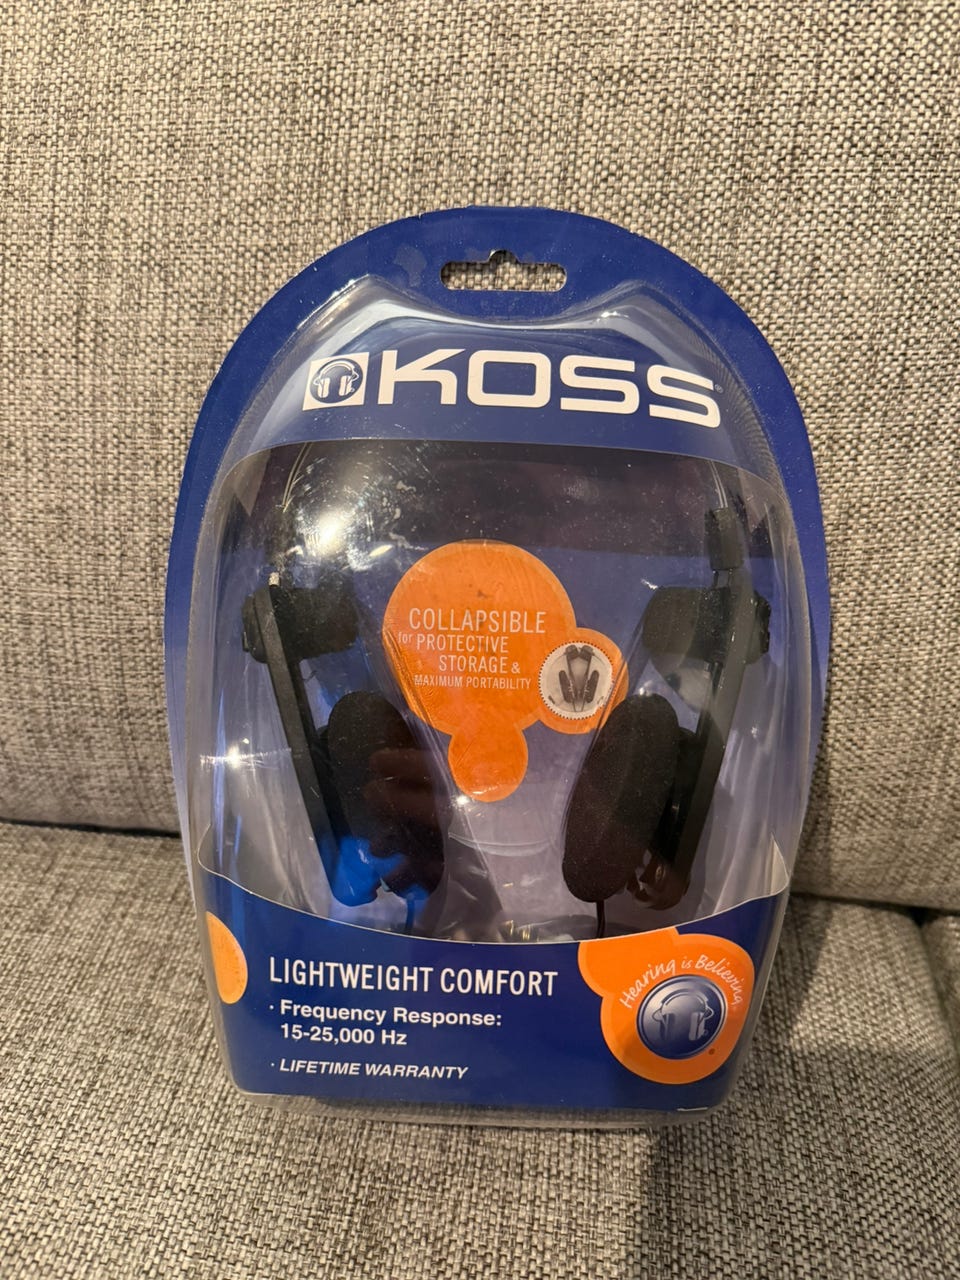 KOSS®
COLLAPSIBLE
for PROTECTIVE
STORAGE &
MAXIMUM PORTABILITY
LIGHTWEIGHT COMFORT
· Frequency Response:
15-25,000 Hz
· LIFETIME WARRANTY
Hearing is Believing